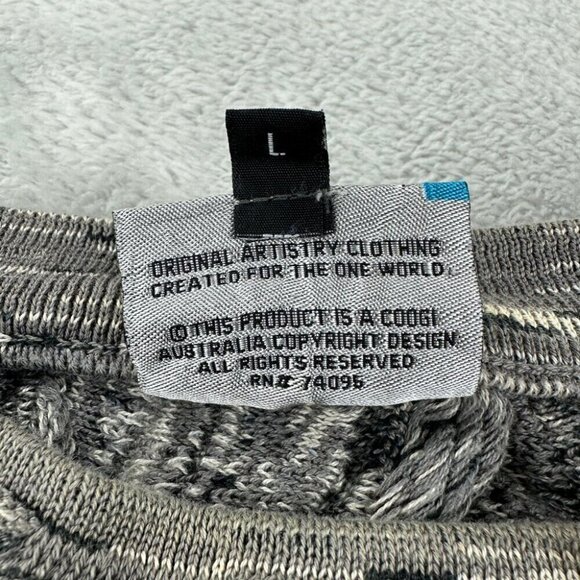 L.
ORIGINAL ARTISTRY CLOTHING
CREATED FOR THE ONE WORLD.
© THIS PRODUCT IS A COOGI
AUSTRALIA COPYRIGHT DESIGN.
ALL RIGHTS RESERVED
RN# 74095